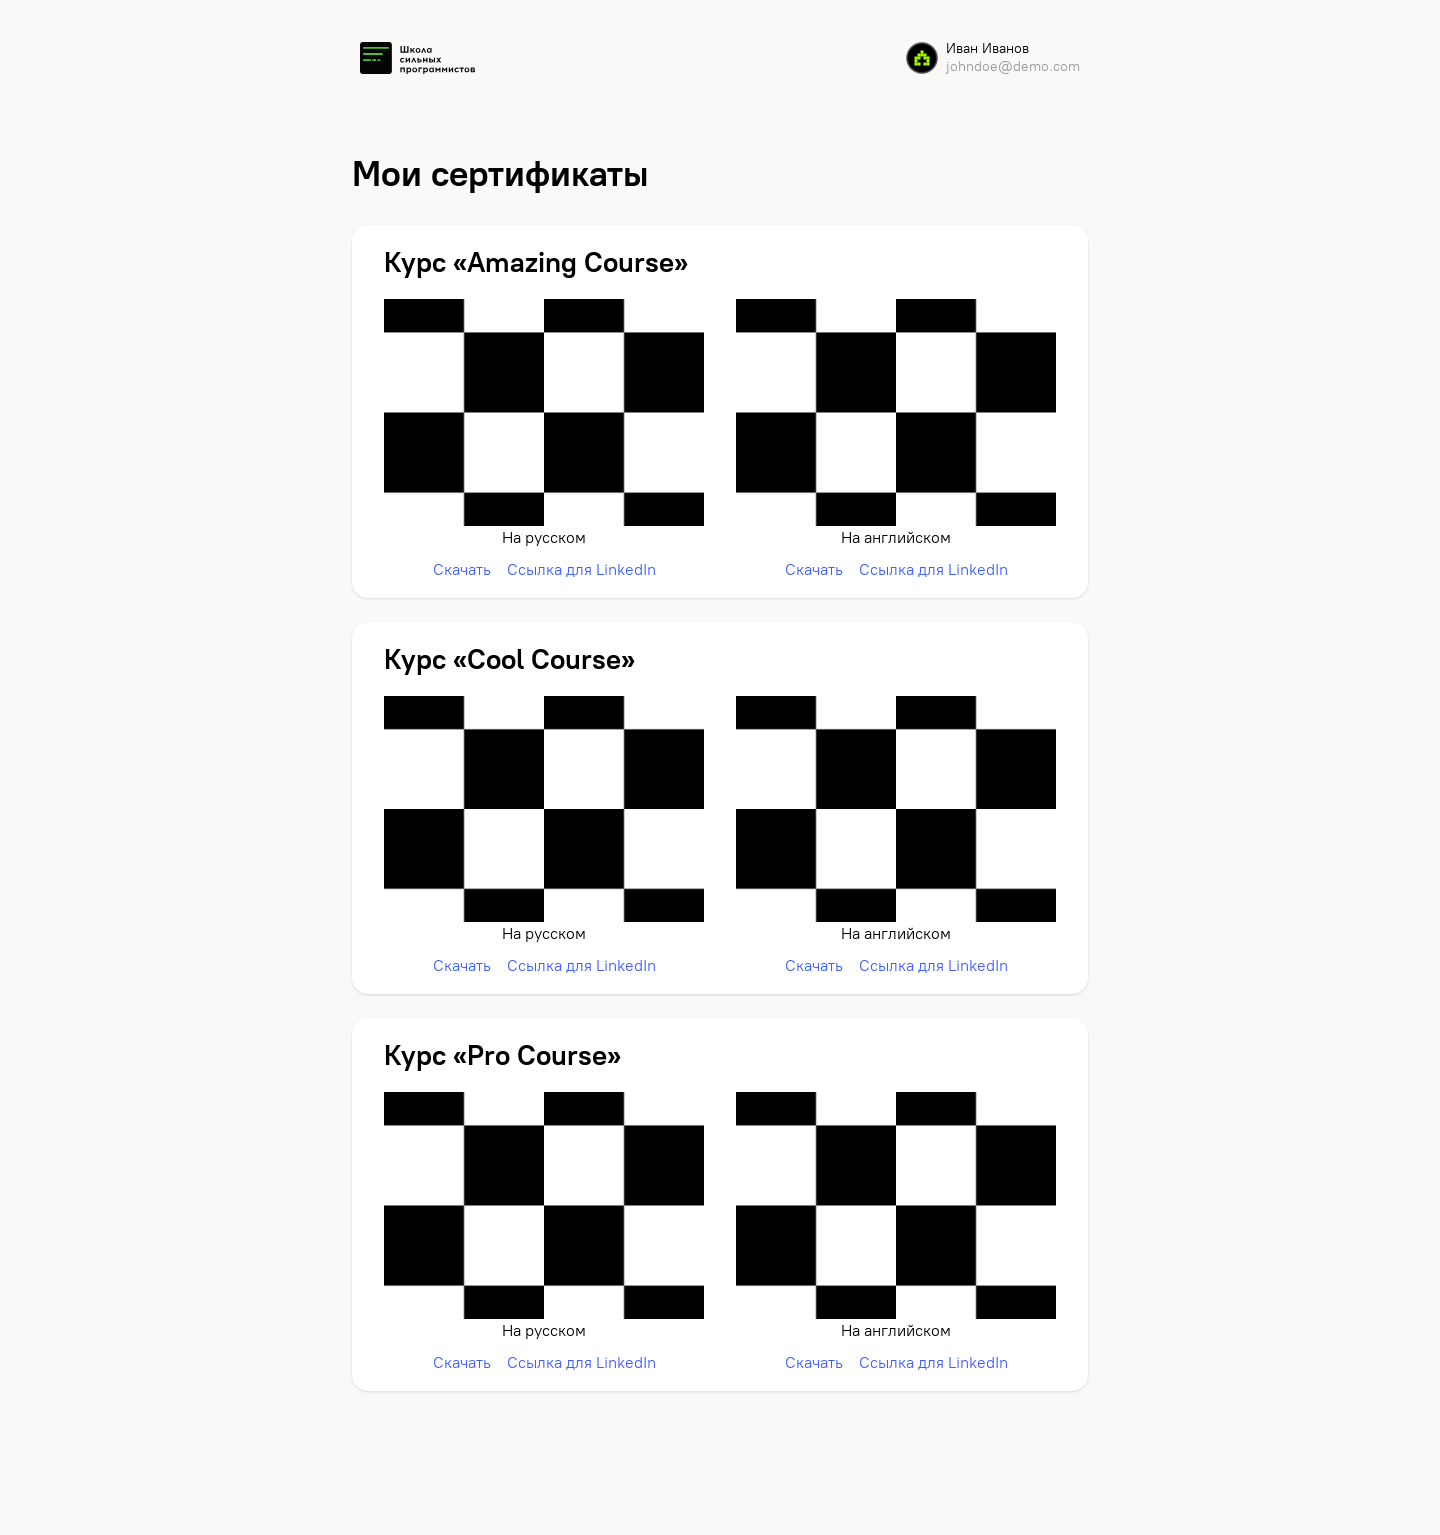 Школа
сильных
программистов
Иван Иванов
johndoe@demo.com
Мои сертификаты
Курс «Amazing Course»
На русском
На английском
Скачать Ссылка для LinkedIn
Скачать Ссылка для LinkedIn
Курс «Cool Course»
На русском
На английском
Скачать Ссылка для LinkedIn
Скачать Ссылка для LinkedIn
Курс «Pro Course»
На русском
На английском
Скачать Ссылка для LinkedIn
Скачать Ссылка для LinkedIn